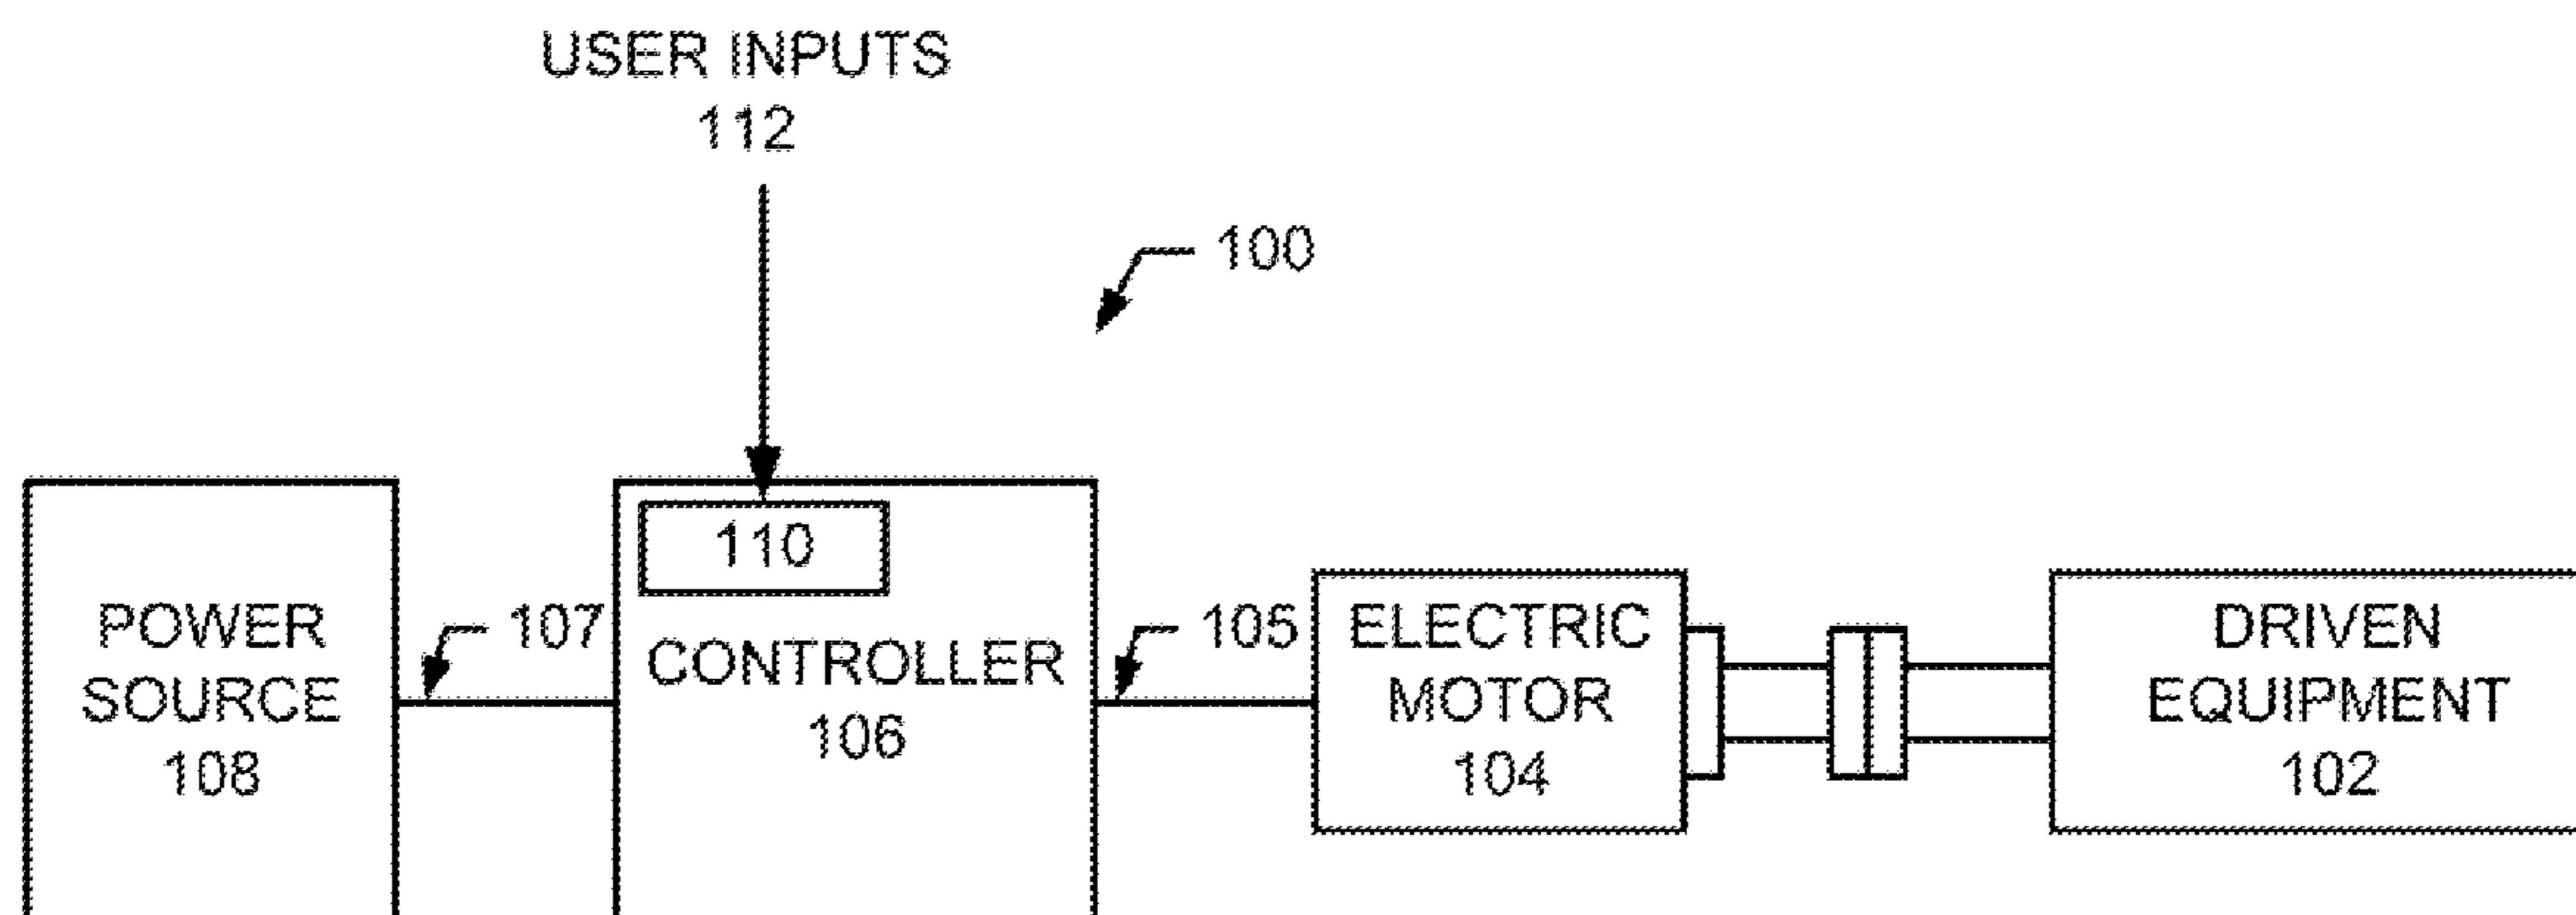 USER INPUTS
112
100
110
POWER
SOURCE
108
107
CONTROLLER
106
105
ELECTRIC
MOTOR
104
DRIVEN
EQUIPMENT
102